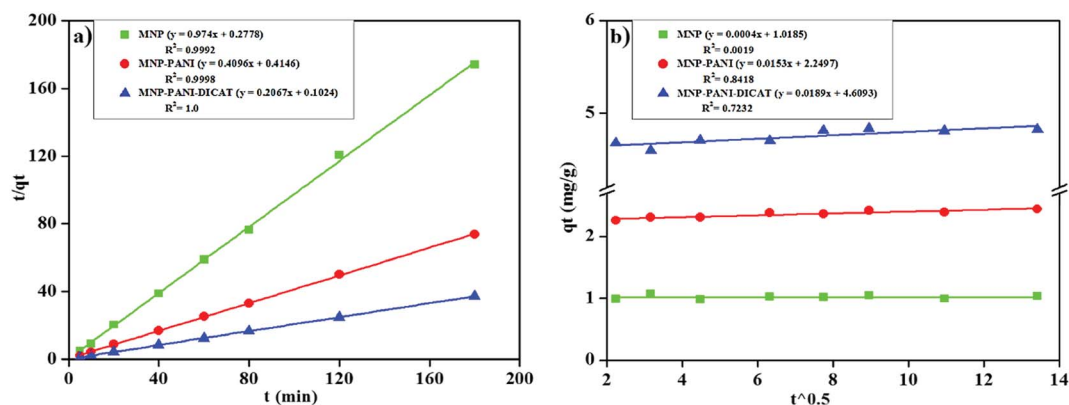 a)
MNP (y = 0.974x + 0.2778)
R²= 0.9992
MNP-PANI (y = 0.4096x + 0.4146)
R²= 0.9998
MNP-PANI-DICAT (y = 0.2067x + 0.1024)
R²= 1.0
200
160
120
80
40
0
t/qt
0 40 80 120 160 200
t (min)
b)
MNP (y = 0.0004x + 1.0185)
R²= 0.0019
MNP-PANI (y = 0.0153x + 2.2497)
R²= 0.8418
MNP-PANI-DICAT (y = 0.0189x + 4.6093)
R²= 0.7232
6
5
2
1
0
qt (mg/g)
2 4 6 8 10 12 14
t^0.5